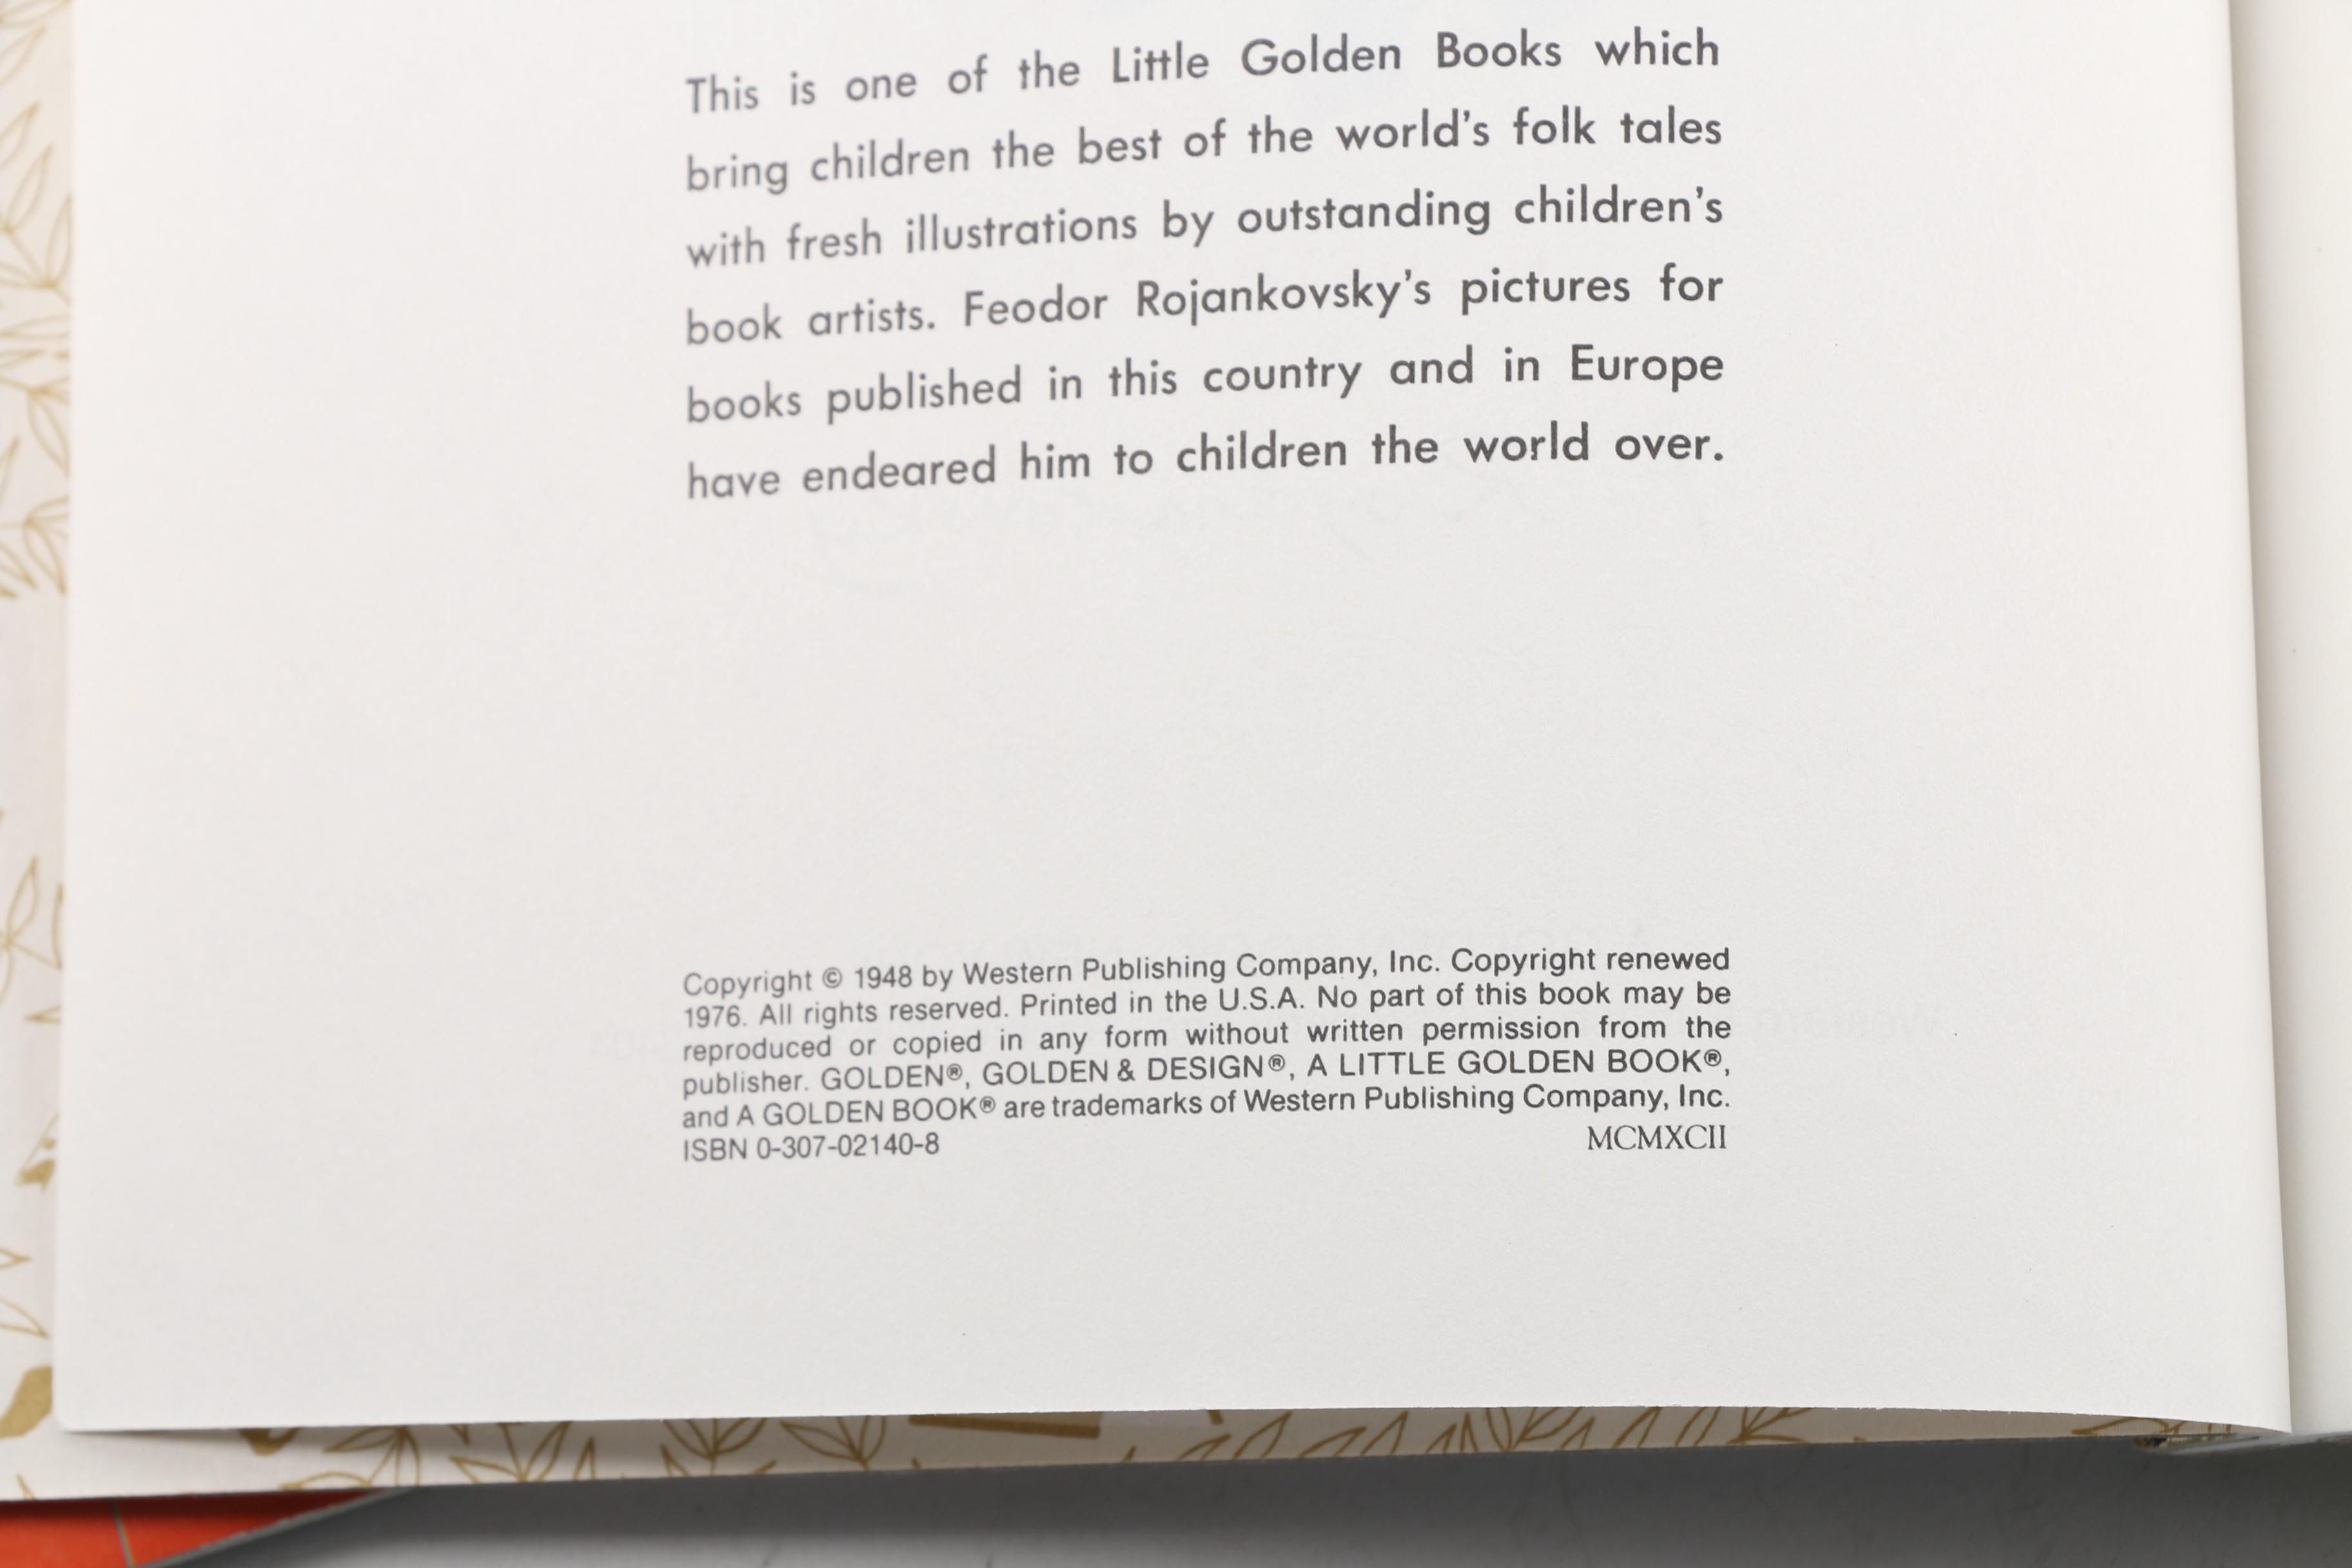 This is one of the Little Golden Books which
bring children the best of the world's folk tales
with fresh illustrations by outstanding children's
book artists. Feodor Rojankovsky's pictures for
books published in this country and in Europe
have endeared him to children the world over.
Copyright © 1948 by Western Publishing Company, Inc. Copyright renewed
1976. All rights reserved. Printed in the U.S.A. No part of this book may be
reproduced or copied in any form without written permission from the
publisher. GOLDEN®, GOLDEN & DESIGN®, A LITTLE GOLDEN BOOK®,
and A GOLDEN BOOK® are trademarks of Western Publishing Company, Inc.
ISBN 0-307-02140-8 MCMXCII